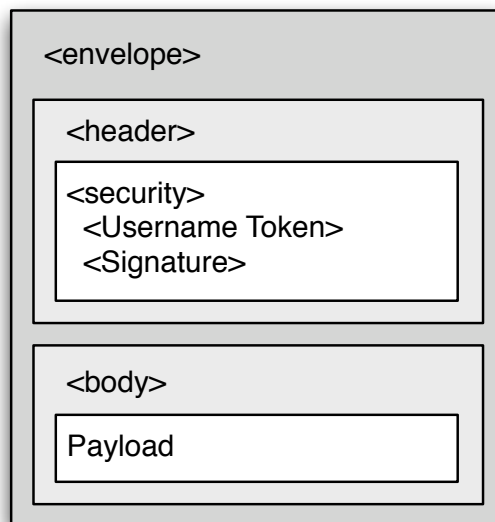 <envelope>
<header>
<security>
<Username Token>
<Signature>
<body>
Payload